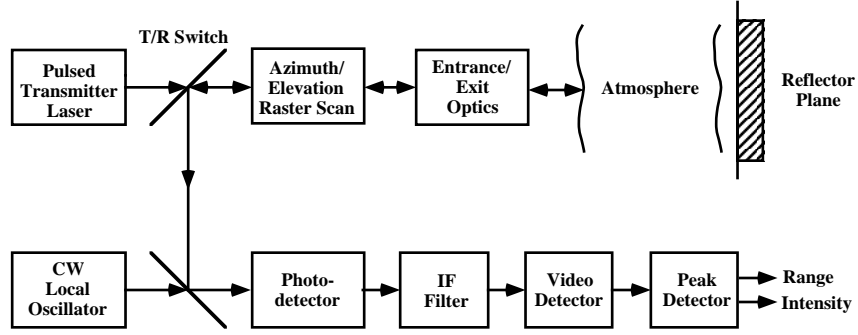 T/R Switch
Pulsed
Transmitter
Laser
Azimuth/
Elevation
Raster Scan
Entrance/
Exit
Optics
Atmosphere
Reflector
Plane
CW
Local
Oscillator
Photo-
detector
IF
Filter
Video
Detector
Peak
Detector
Range
Intensity